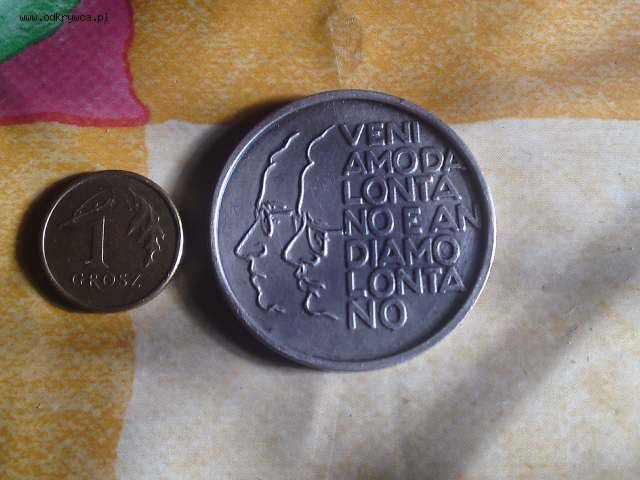 www.odkrywca.pl
1
GROSZ
VENI
AMODA
LONTA
NO E AN
DIAMO
LONTA
NO